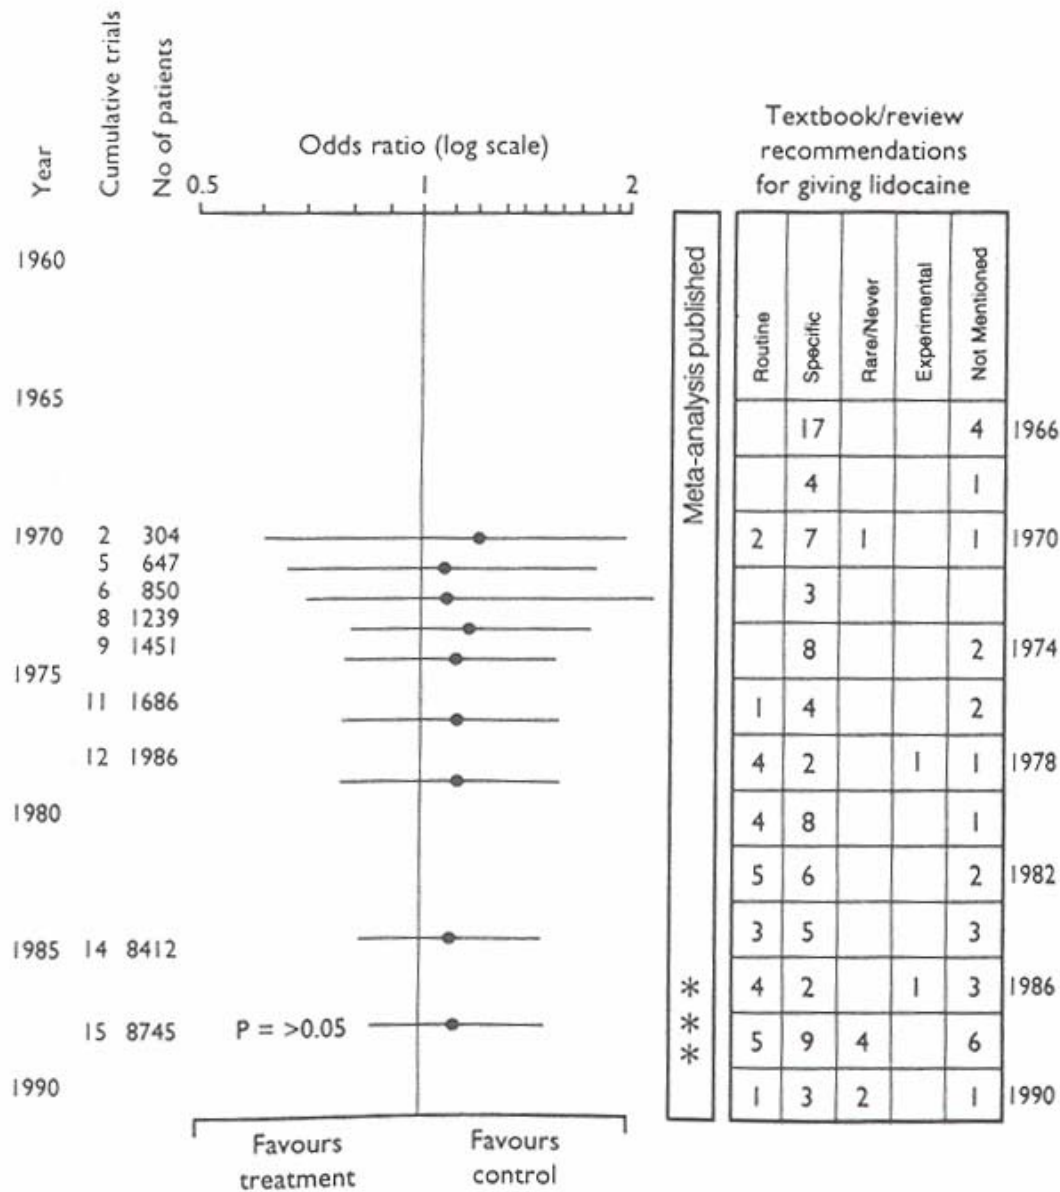 Year
Cumulative trials
No of patients
Odds ratio (log scale)
0.5 1 2
1960
1965
1970 2 304
5 647
6 850
8 1239
9 1451
1975
11 1686
12 1986
1980
1985 14 8412
15 8745 P = >0.05
1990
Favours
treatment
Favours
control
Meta-analysis published
* * *
Textbook/review
recommendations
for giving lidocaine
Routine
Specific
Rare/Never
Experimental
Not Mentioned
17 4 1966
4 1
2 7 1 1 1970
3
8 2 1974
1 4 2
4 2 1 1 1978
4 8 1
5 6 2 1982
3 5 3
4 2 1 3 1986
5 9 4 6
1 3 2 1 1990